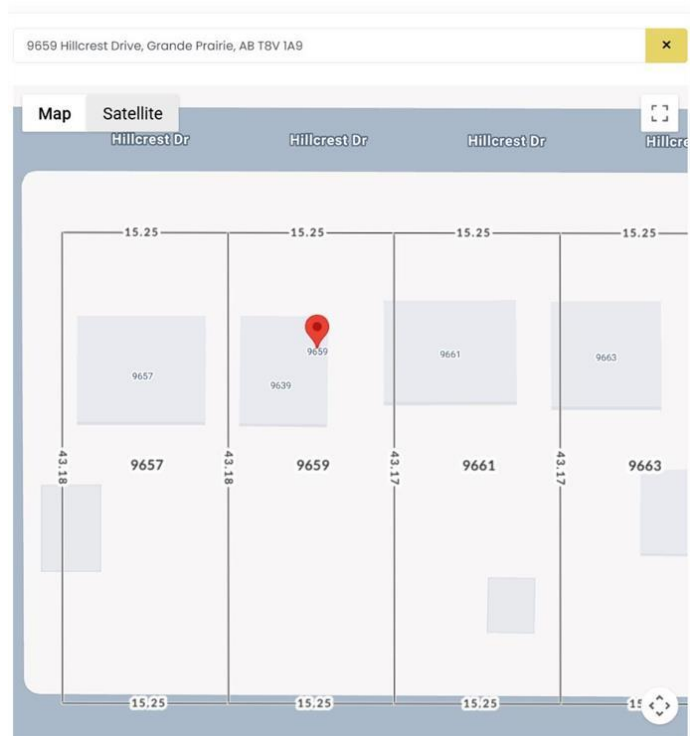 9659 Hillcrest Drive, Grande Prairie, AB T8V 1A9
Map Satellite
Hillcrest Dr Hillcrest Dr Hillcrest Dr Hillcre
15.25 15.25 15.25 15.25
9659
9657 9639 9661 9663
43.18 43.18 43.17 43.17
9657 9659 9661 9663
15.25 15.25 15.25 15